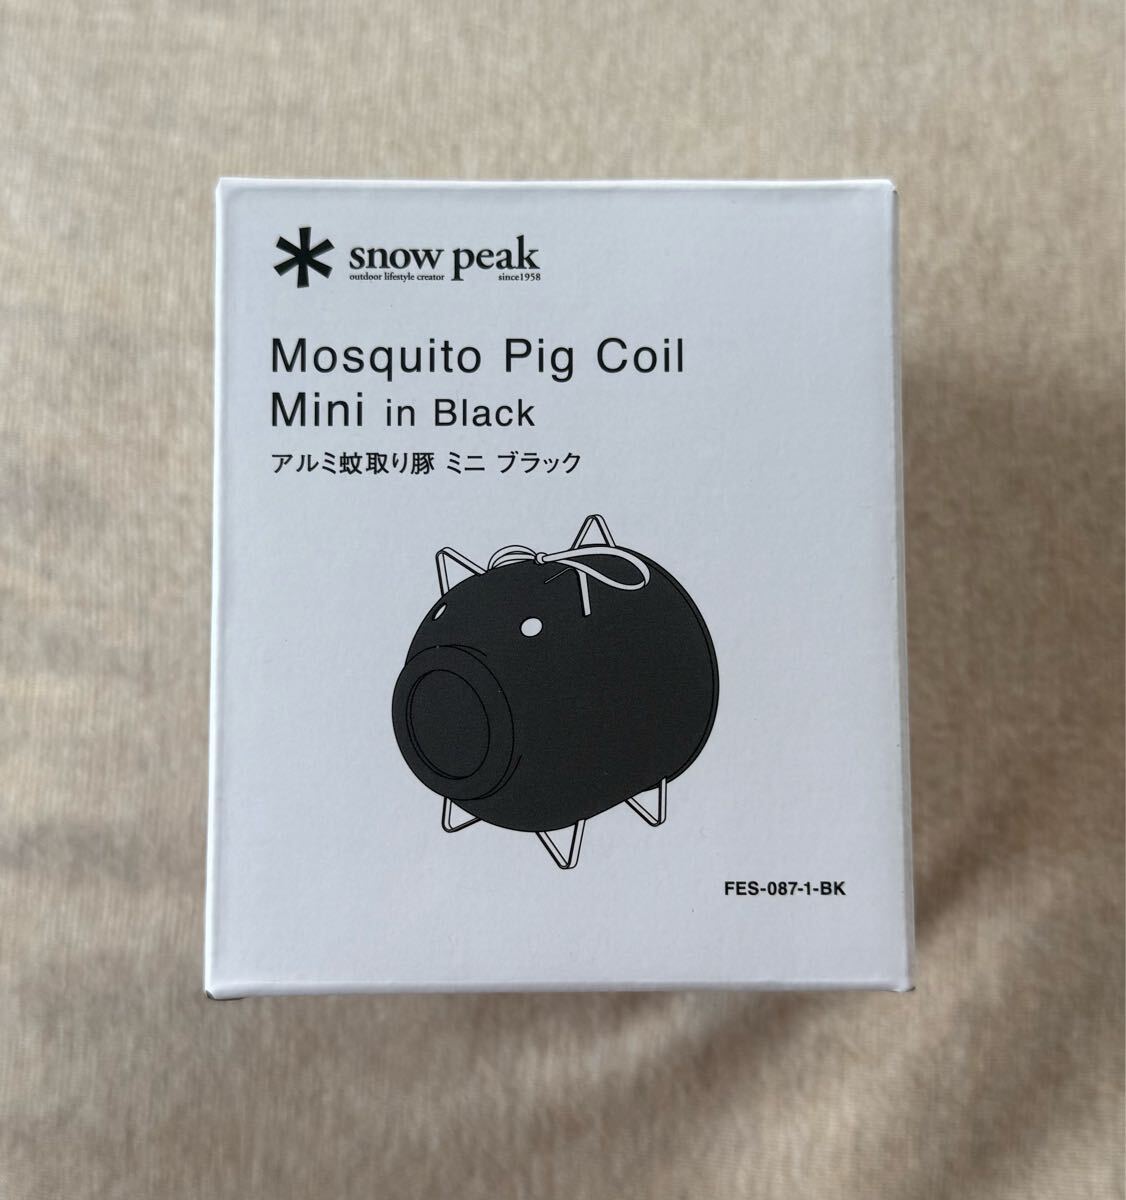 snow peak
outdoor lifestyle creator since1958
Mosquito Pig Coil
Mini in Black
アルミ蚊取り豚 ミニ ブラック
FES-087-1-BK